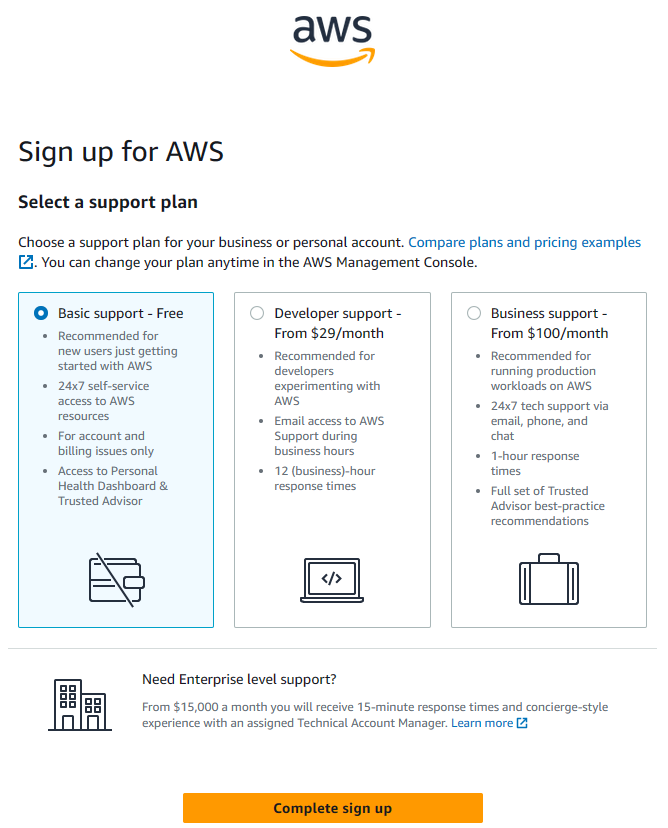 aws
Sign up for AWS
Select a support plan
Choose a support plan for your business or personal account. Compare plans and pricing examples
. You can change your plan anytime in the AWS Management Console.
Basic support - Free
• Recommended for
new users just getting
started with AWS
• 24x7 self-service
access to AWS
resources
• For account and
billing issues only
• Access to Personal
Health Dashboard &
Trusted Advisor
Developer support -
From $29/month
• Recommended for
developers
experimenting with
AWS
• Email access to AWS
Support during
business hours
• 12 (business)-hour
response times
</>
Business support -
From $100/month
• Recommended for
running production
workloads on AWS
• 24x7 tech support via
email, phone, and
chat
• 1-hour response
times
• Full set of Trusted
Advisor best-practice
recommendations
Need Enterprise level support?
From $15,000 a month you will receive 15-minute response times and concierge-style
experience with an assigned Technical Account Manager. Learn more
Complete sign up